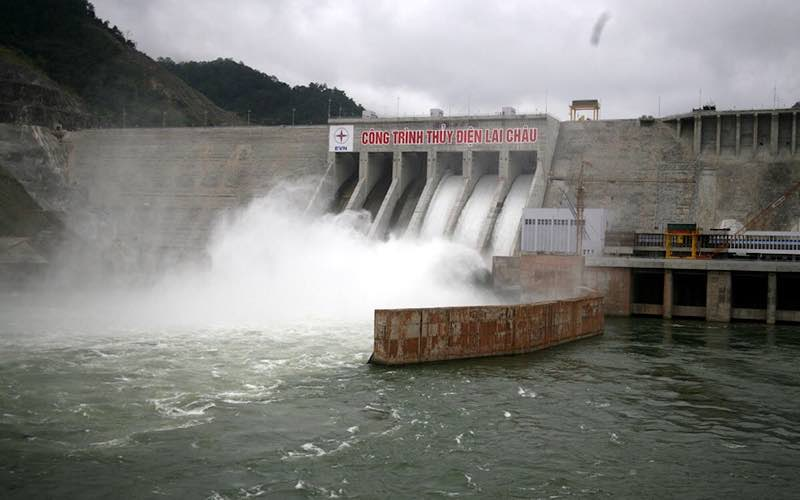 CÔNG TRÌNH THỦY ĐIỆN LAI CHÂU
EVN